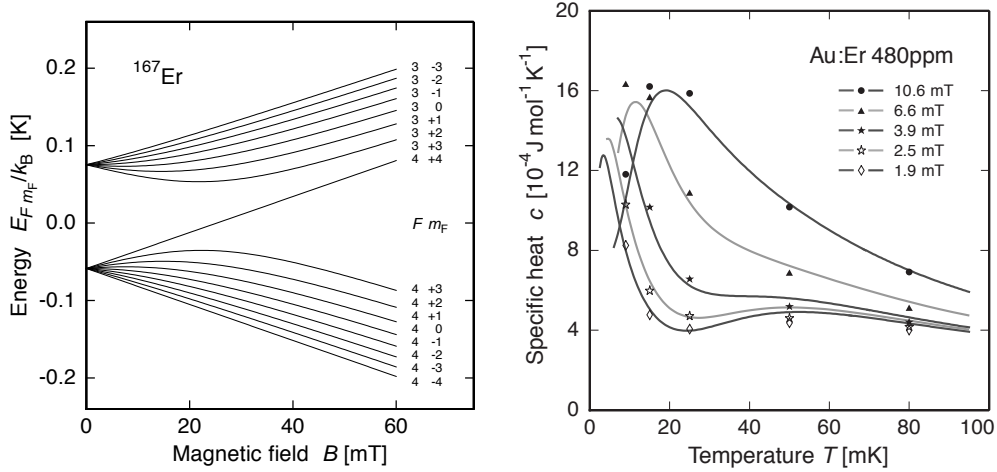 Energy E_{F m_F}/k_B [K]
0.2
0.1
0.0
-0.1
-0.2
167Er
3 -3
3 -2
3 -1
3 0
3 +1
3 +2
3 +3
4 +4
F m_F
4 +3
4 +2
4 +1
4 0
4 -1
4 -2
4 -3
4 -4
0 20 40 60
Magnetic field B [mT]
Specific heat c [10^{-4} J mol^{-1} K^{-1}]
20
16
12
8
4
0
Au:Er 480ppm
10.6 mT
6.6 mT
3.9 mT
2.5 mT
1.9 mT
0 20 40 60 80 100
Temperature T [mK]